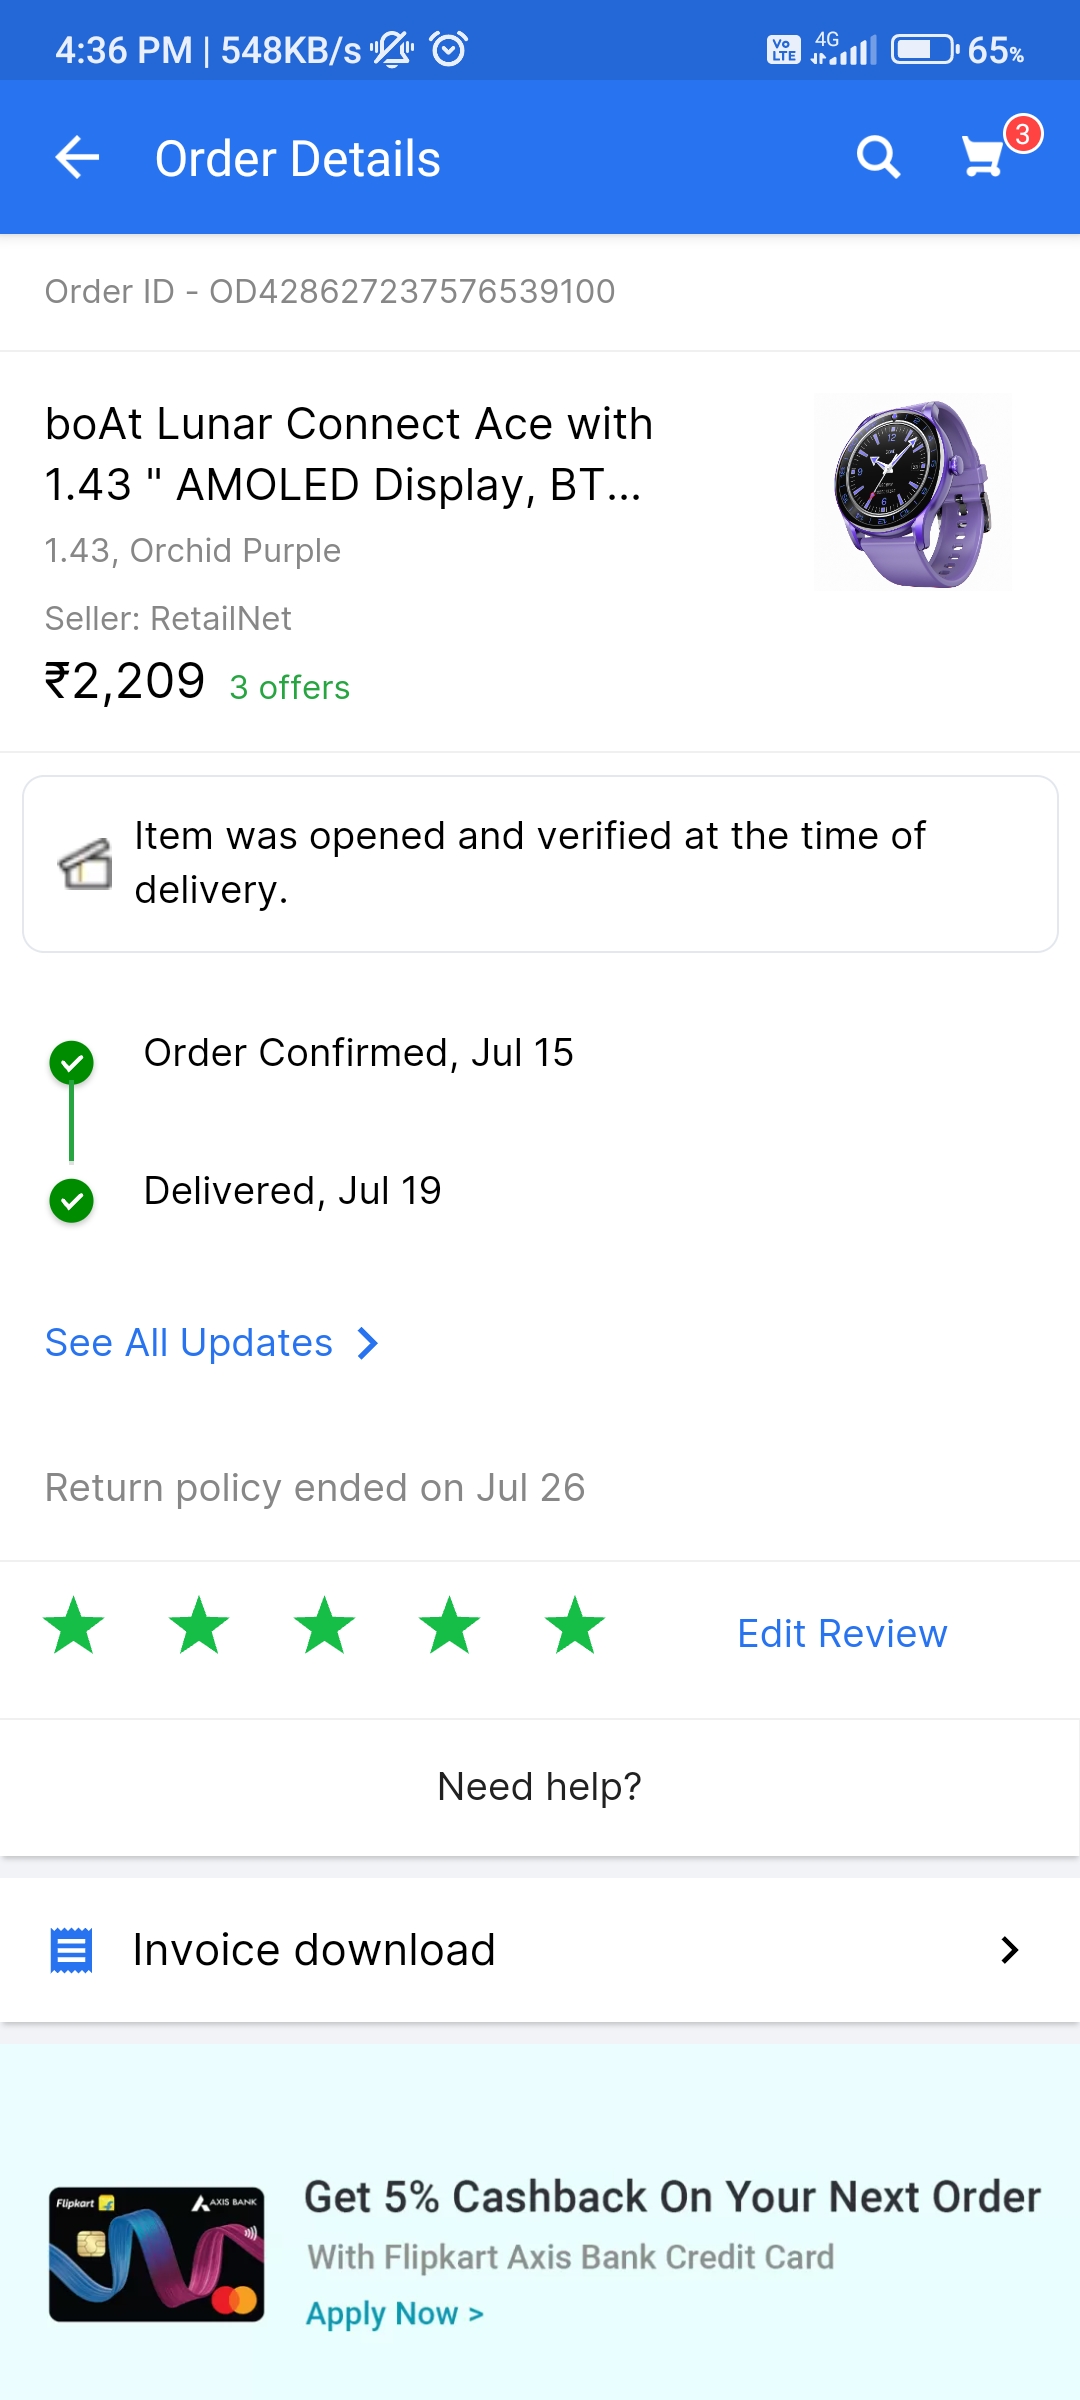 4:36 PM | 548KB/s Vo LTE 4G 65%
Order Details 3
Order ID - OD428627237576539100
boAt Lunar Connect Ace with
1.43 " AMOLED Display, BT...
1.43, Orchid Purple
Seller: RetailNet
₹2,209 3 offers
Item was opened and verified at the time of
delivery.
Order Confirmed, Jul 15
Delivered, Jul 19
See All Updates
Return policy ended on Jul 26
Edit Review
Need help?
Invoice download
Flipkart AXIS BANK
Get 5% Cashback On Your Next Order
With Flipkart Axis Bank Credit Card
Apply Now >